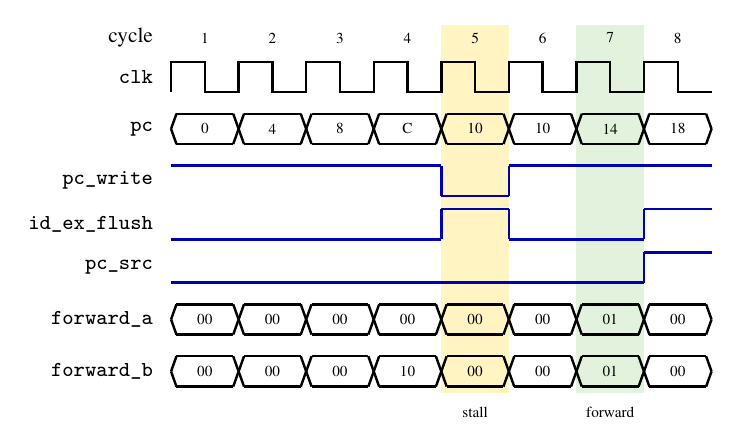 cycle 1 2 3 4 5 6 7 8
clk
pc 0 4 8 C 10 10 14 18
pc_write
id_ex_flush
pc_src
forward_a 00 00 00 00 00 00 01 00
forward_b 00 00 00 10 00 00 01 00
stall forward